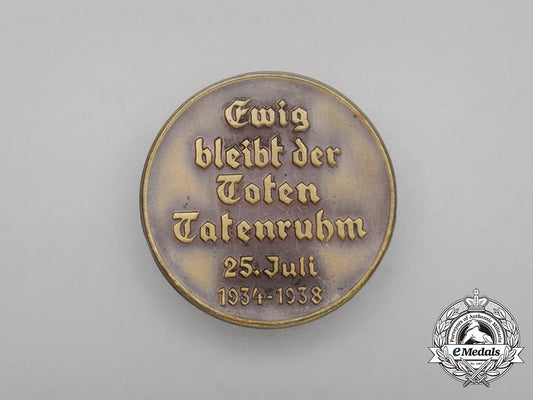 Ewig
bleibt der
Toten
Tatenruhm
25. Juli
1934-1938
eMedals